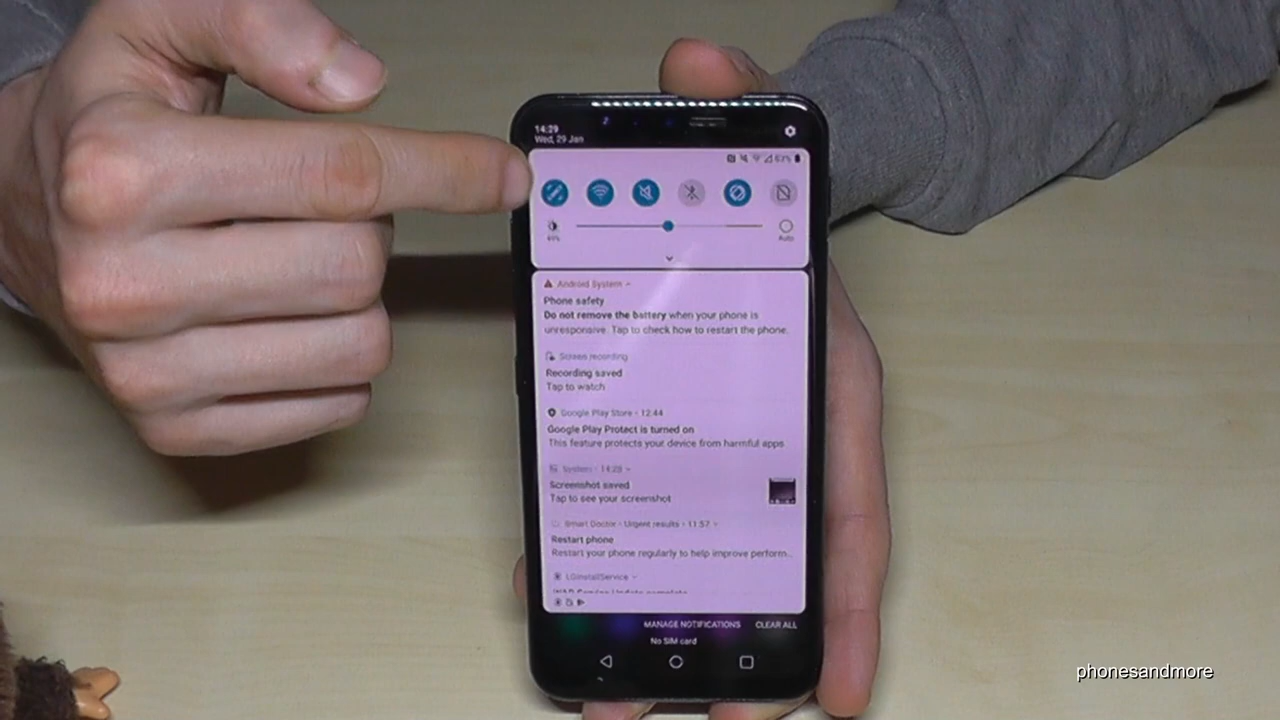 14:29
Wed, 29 Jan
63%
Auto
Android System
Phone safety
Do not remove the battery when your phone is
unresponsive. Tap to check how to restart the phone.
Screen recording
Recording saved
Tap to watch
Google Play Store • 12:44
Google Play Protect is turned on
This feature protects your device from harmful apps
System • 14:28
Screenshot saved
Tap to see your screenshot
Smart Doctor • Urgent results • 11:57
Restart phone
Restart your phone regularly to help improve perform...
LGInstallService
MANAGE NOTIFICATIONS CLEAR ALL
No SIM card
phonesandmore